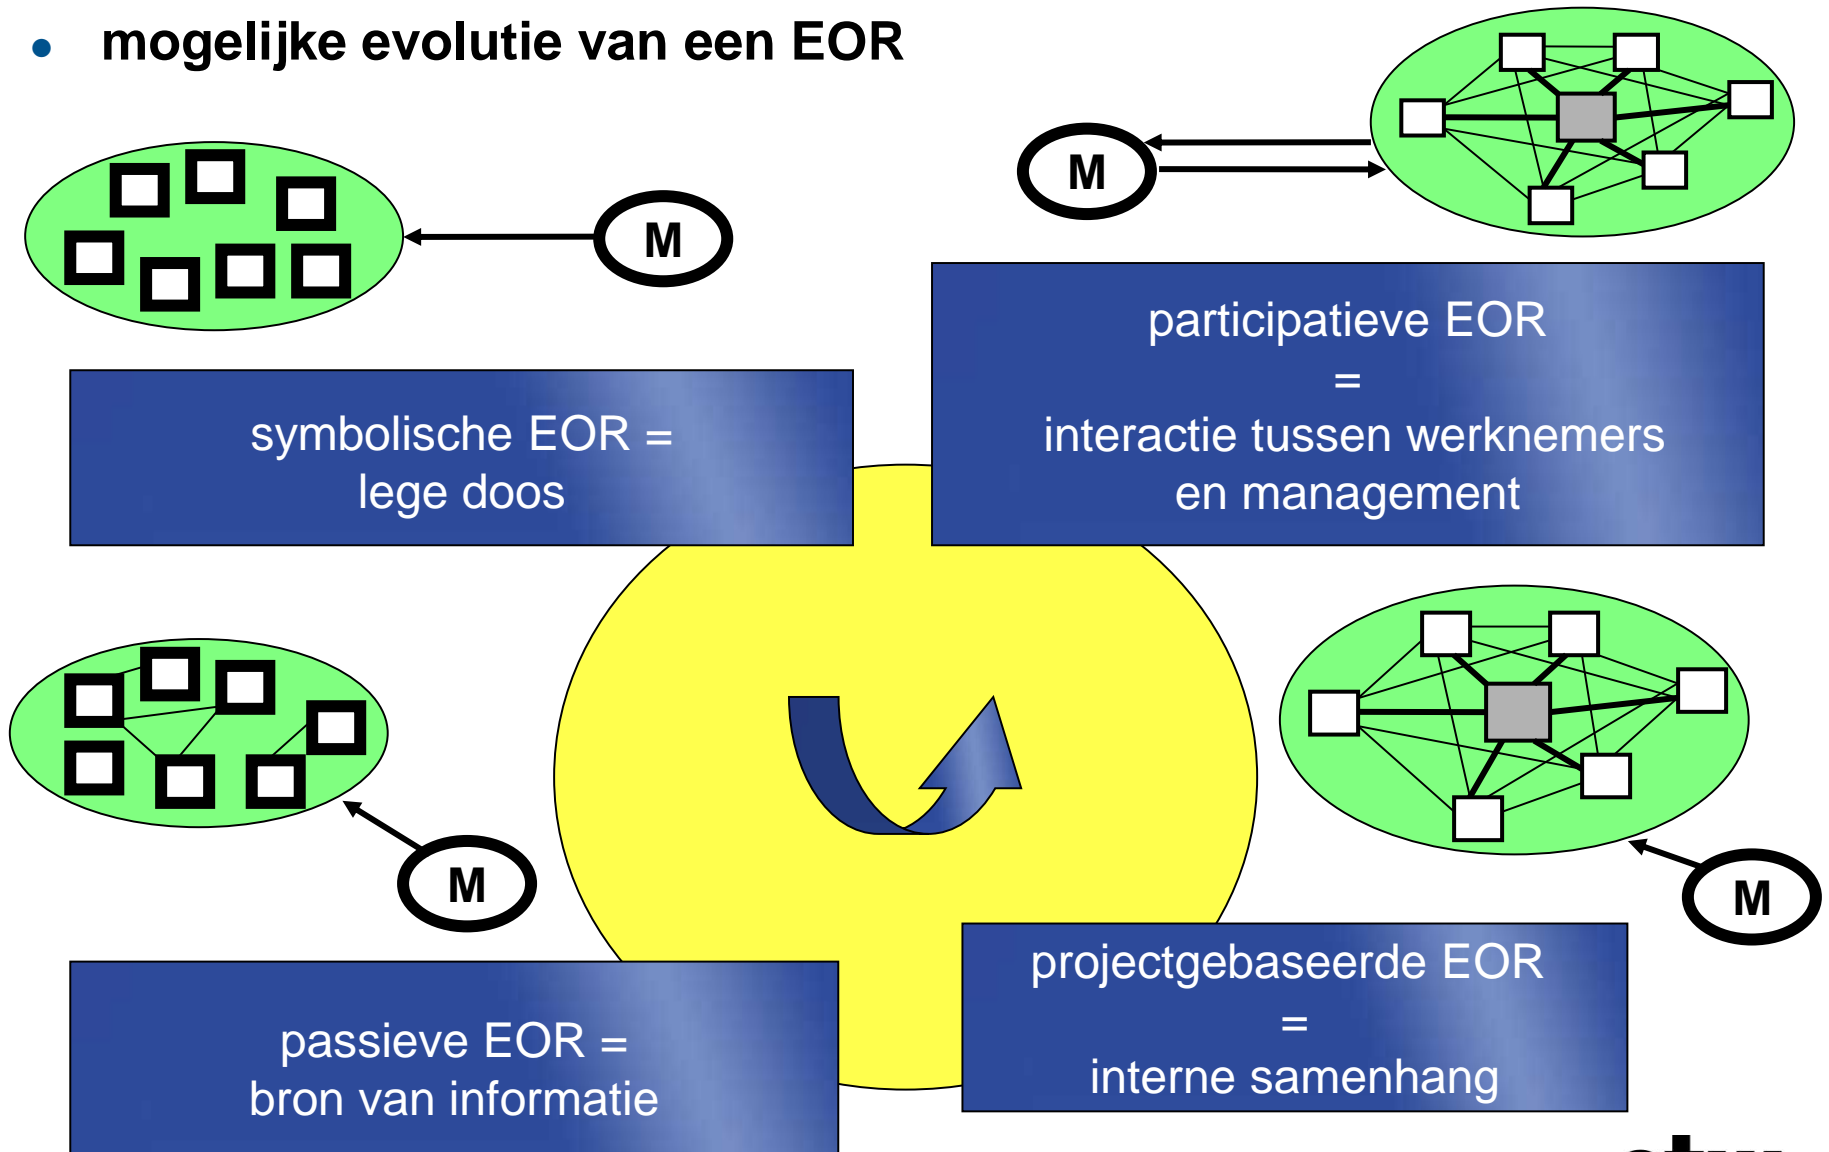 mogelijke evolutie van een EOR
M
M
symbolische EOR =
lege doos
participatieve EOR
=
interactie tussen werknemers
en management
M
M
passieve EOR =
bron van informatie
projectgebaseerde EOR
=
interne samenhang